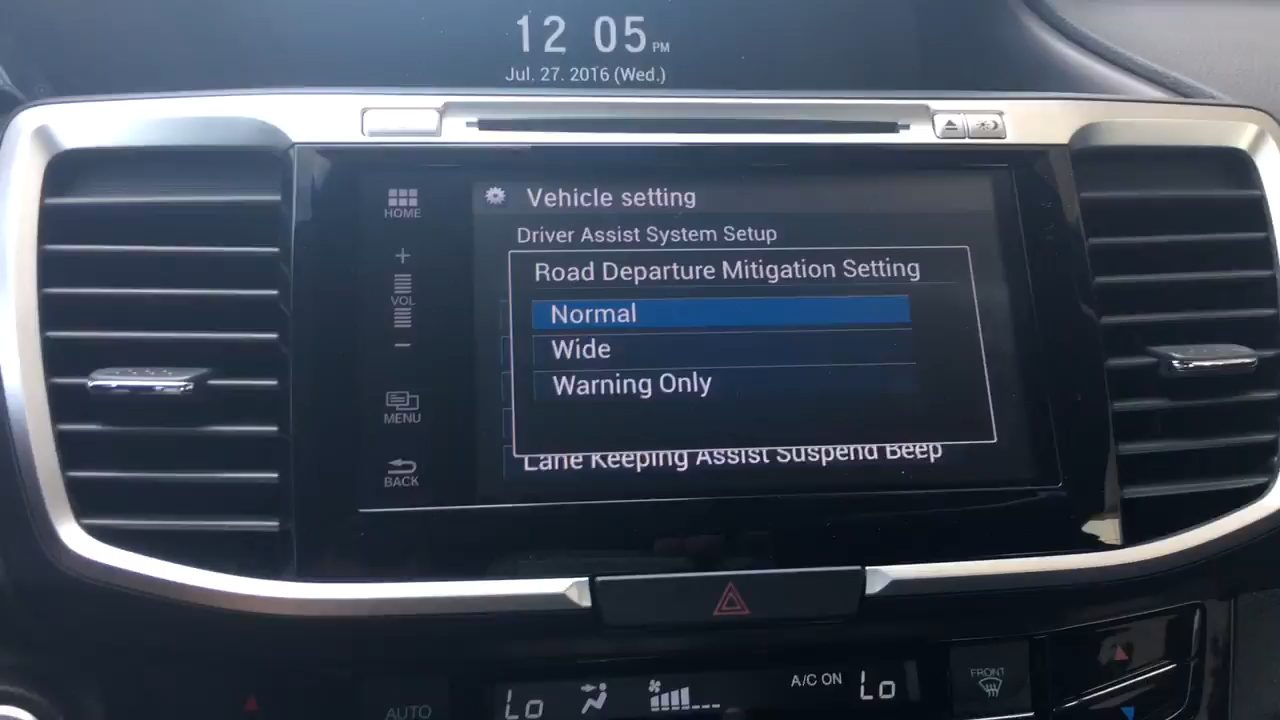 12 05 PM
Jul. 27. 2016 (Wed.)
HOME
Vehicle setting
Driver Assist System Setup
+
VOL
−
Road Departure Mitigation Setting
Normal
Wide
Warning Only
MENU
Lane Keeping Assist Suspend Beep
BACK
AUTO
Lo
A/C ON
Lo
FRONT